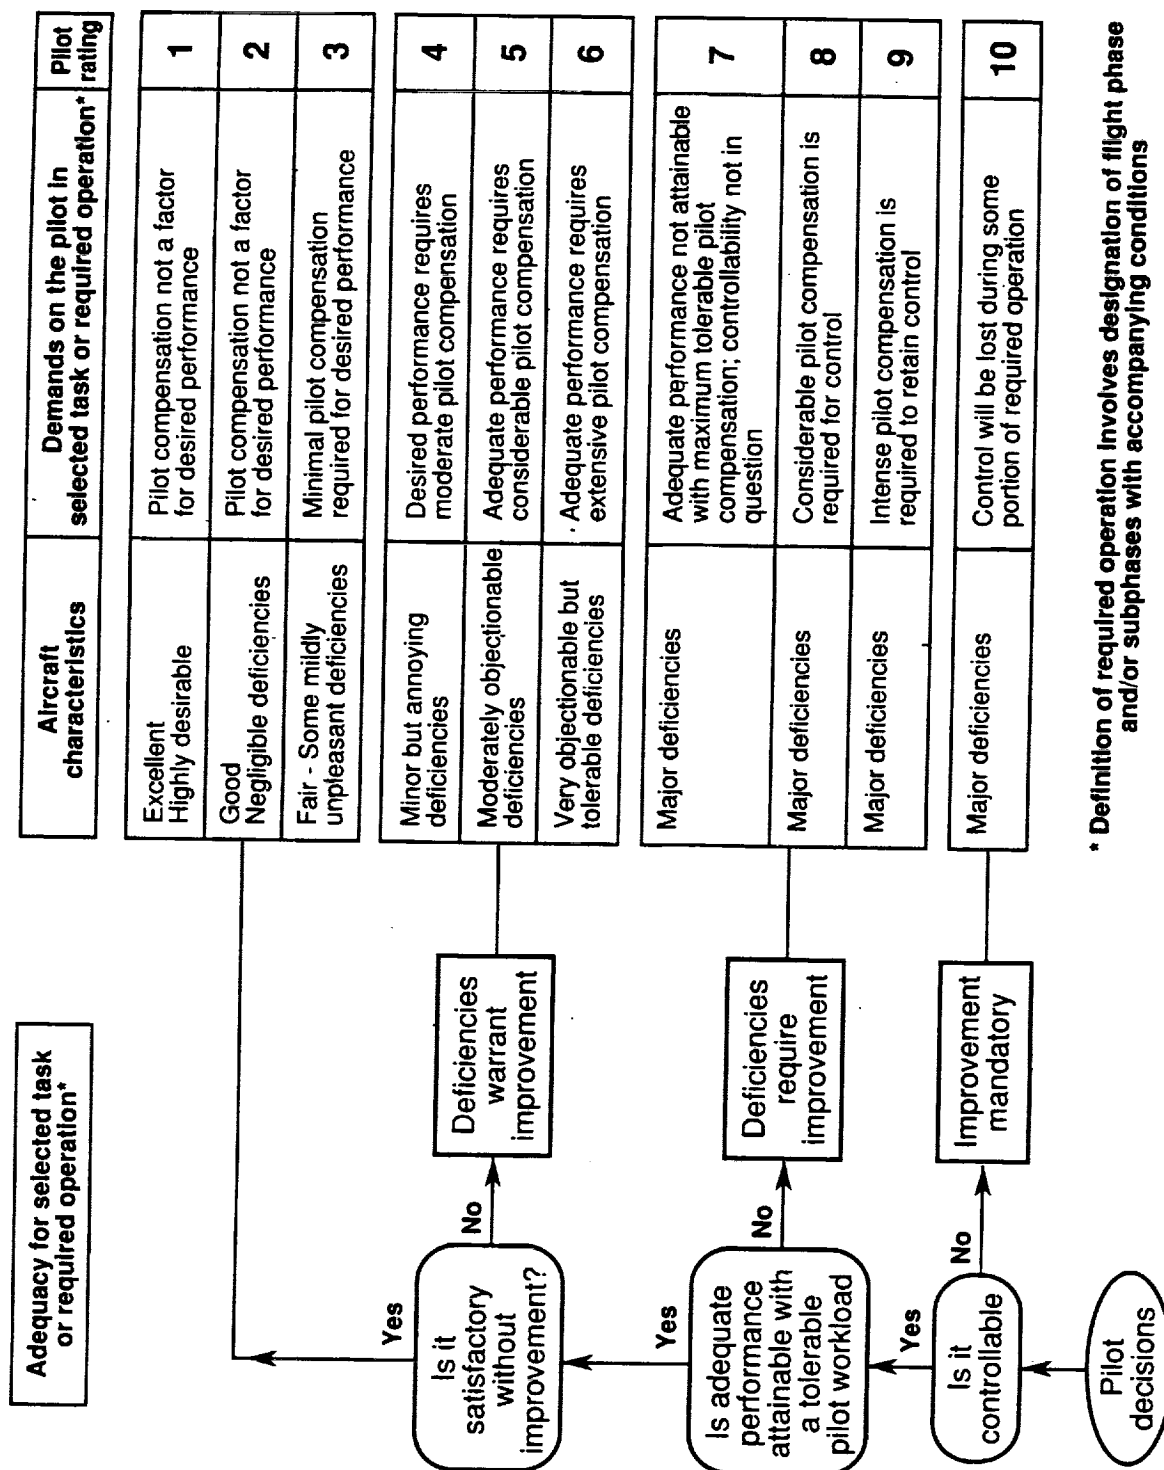 Adequacy for selected task
or required operation*
Aircraft
characteristics
Demands on the pilot in
selected task or required operation*
Pilot
rating
Excellent
Highly desirable
Pilot compensation not a factor
for desired performance
1
Good
Negligible deficiencies
Pilot compensation not a factor
for desired performance
2
Fair - Some mildly
unpleasant deficiencies
Minimal pilot compensation
required for desired performance
3
Yes
Is it
satisfactory
without
improvement?
No
Deficiencies
warrant
improvement
Minor but annoying
deficiencies
Desired performance requires
moderate pilot compensation
4
Moderately objectionable
deficiencies
Adequate performance requires
considerable pilot compensation
5
Very objectionable but
tolerable deficiencies
Adequate performance requires
extensive pilot compensation
6
Yes
Is adequate
performance
attainable with
a tolerable
pilot workload
No
Deficiencies
require
improvement
Major deficiencies
Adequate performance not attainable
with maximum tolerable pilot
compensation; controllability not in
question
7
Major deficiencies
Considerable pilot compensation is
required for control
8
Major deficiencies
Intense pilot compensation is
required to retain control
9
Yes
Is it
controllable
No
Improvement
mandatory
Major deficiencies
Control will be lost during some
portion of required operation
10
Pilot
decisions
* Definition of required operation involves designation of flight phase
and/or subphases with accompanying conditions